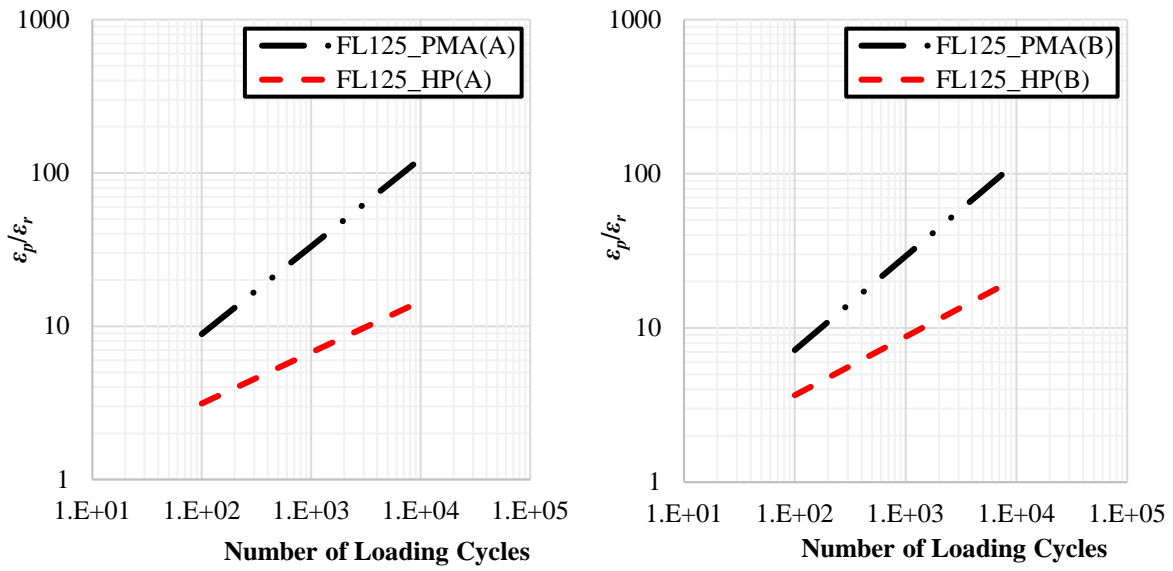 1000
100
10
1
εp/εr
FL125_PMA(A)
FL125_HP(A)
1.E+01 1.E+02 1.E+03 1.E+04 1.E+05
Number of Loading Cycles
1000
100
10
1
εp/εr
FL125_PMA(B)
FL125_HP(B)
1.E+01 1.E+02 1.E+03 1.E+04 1.E+05
Number of Loading Cycles